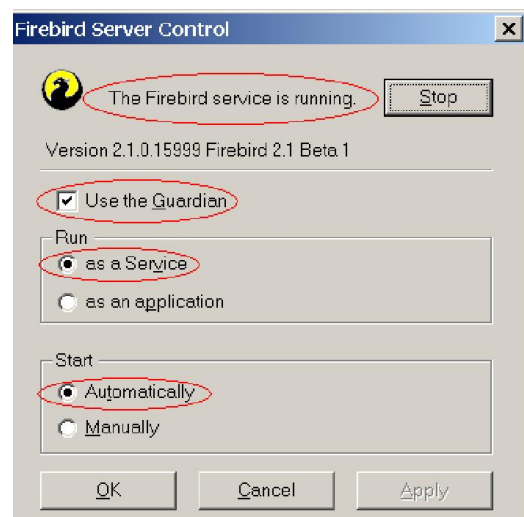 Firebird Server Control
The Firebird service is running.
Stop
Version 2.1.0.15999 Firebird 2.1 Beta 1
Use the Guardian
Run
as a Service
as an application
Start
Automatically
Manually
OK
Cancel
Apply